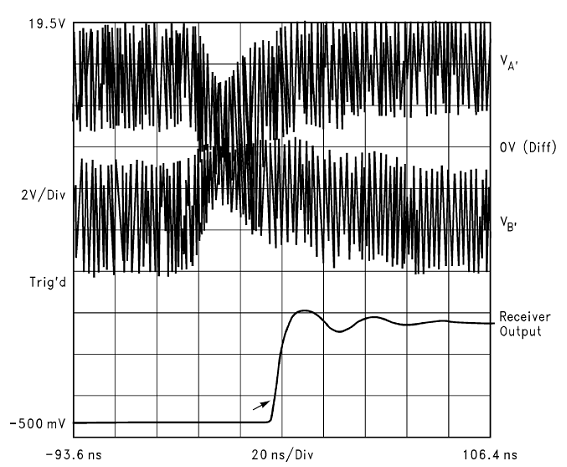 19.5V
V_A'
0V (Diff)
2V/Div
V_B'
Trig'd
Receiver
Output
-500 mV
-93.6 ns
20 ns/Div
106.4 ns